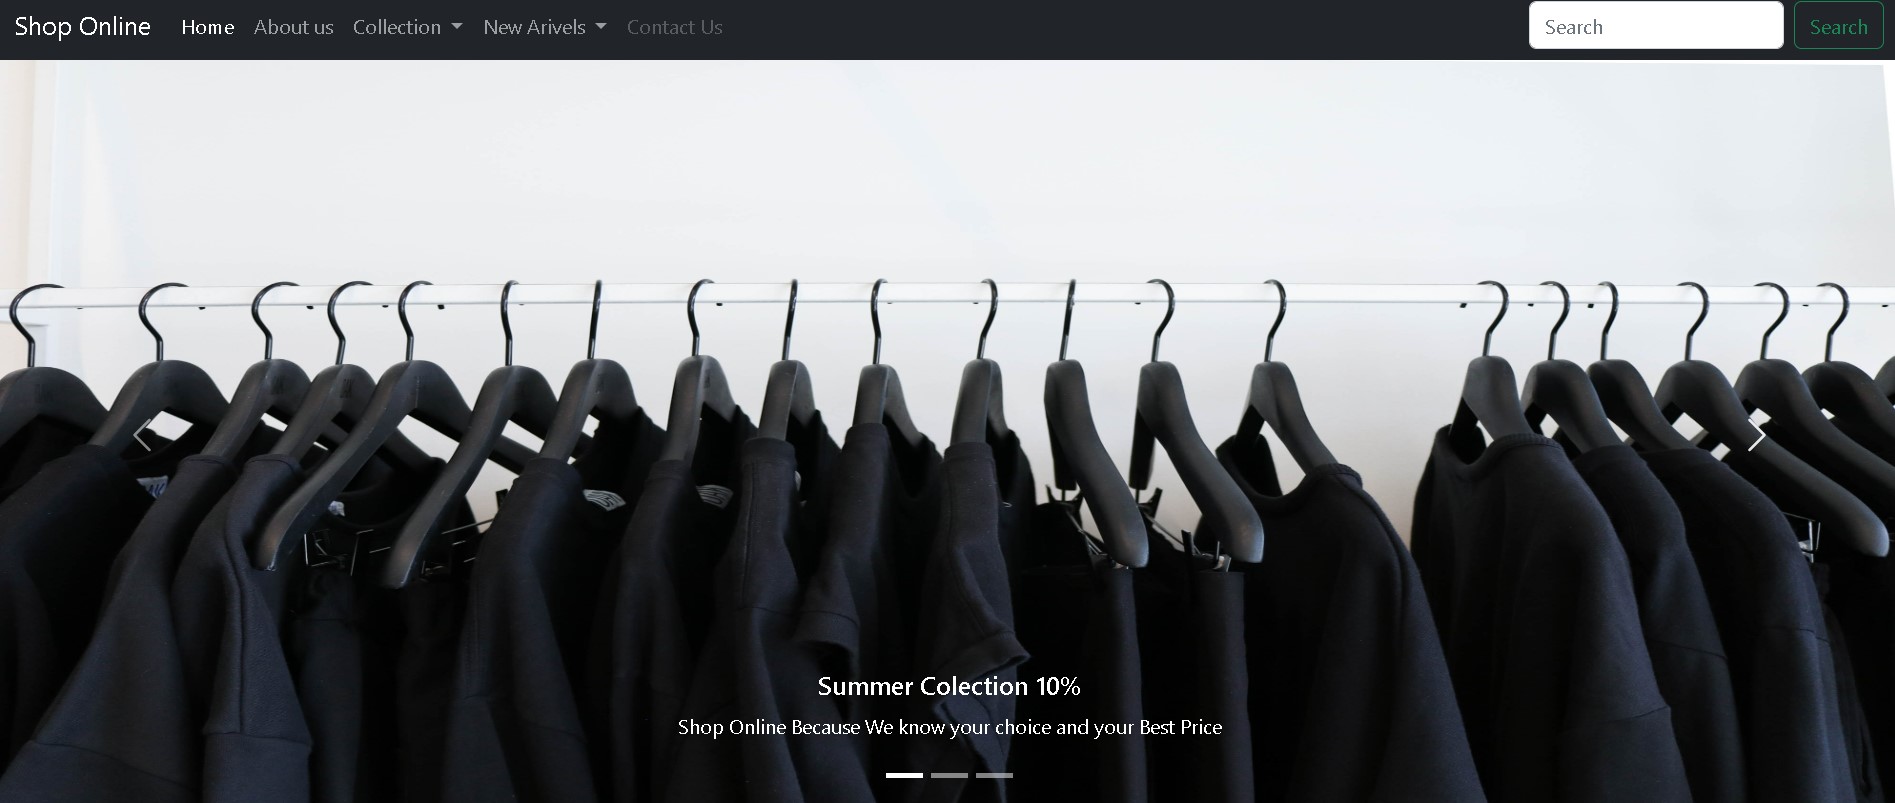 Shop Online Home About us Collection New Arivels Contact Us Search Search
Summer Colection 10%
Shop Online Because We know your choice and your Best Price